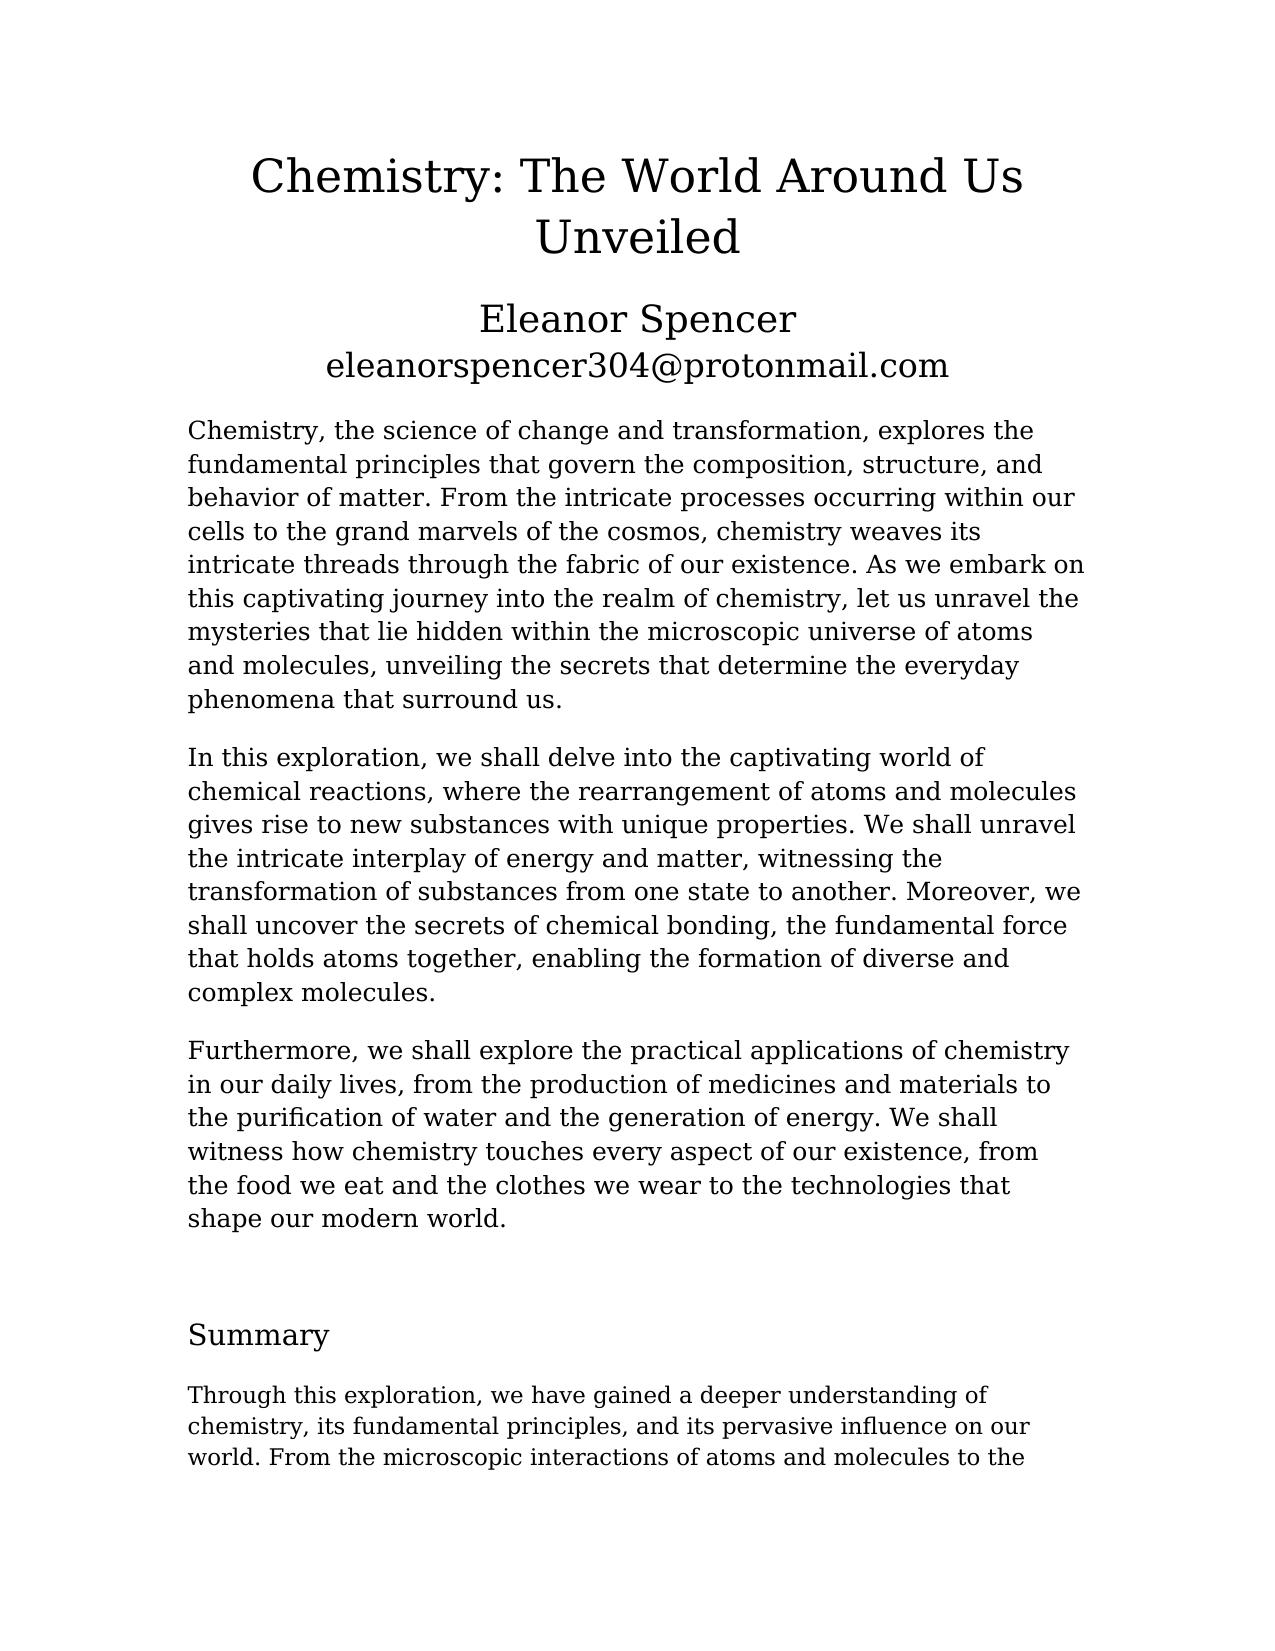 Chemistry: The World Around Us
Unveiled
Eleanor Spencer
eleanorspencer304@protonmail.com
Chemistry, the science of change and transformation, explores the
fundamental principles that govern the composition, structure, and
behavior of matter. From the intricate processes occurring within our
cells to the grand marvels of the cosmos, chemistry weaves its
intricate threads through the fabric of our existence. As we embark on
this captivating journey into the realm of chemistry, let us unravel the
mysteries that lie hidden within the microscopic universe of atoms
and molecules, unveiling the secrets that determine the everyday
phenomena that surround us.
In this exploration, we shall delve into the captivating world of
chemical reactions, where the rearrangement of atoms and molecules
gives rise to new substances with unique properties. We shall unravel
the intricate interplay of energy and matter, witnessing the
transformation of substances from one state to another. Moreover, we
shall uncover the secrets of chemical bonding, the fundamental force
that holds atoms together, enabling the formation of diverse and
complex molecules.
Furthermore, we shall explore the practical applications of chemistry
in our daily lives, from the production of medicines and materials to
the purification of water and the generation of energy. We shall
witness how chemistry touches every aspect of our existence, from
the food we eat and the clothes we wear to the technologies that
shape our modern world.
Summary
Through this exploration, we have gained a deeper understanding of
chemistry, its fundamental principles, and its pervasive influence on our
world. From the microscopic interactions of atoms and molecules to the